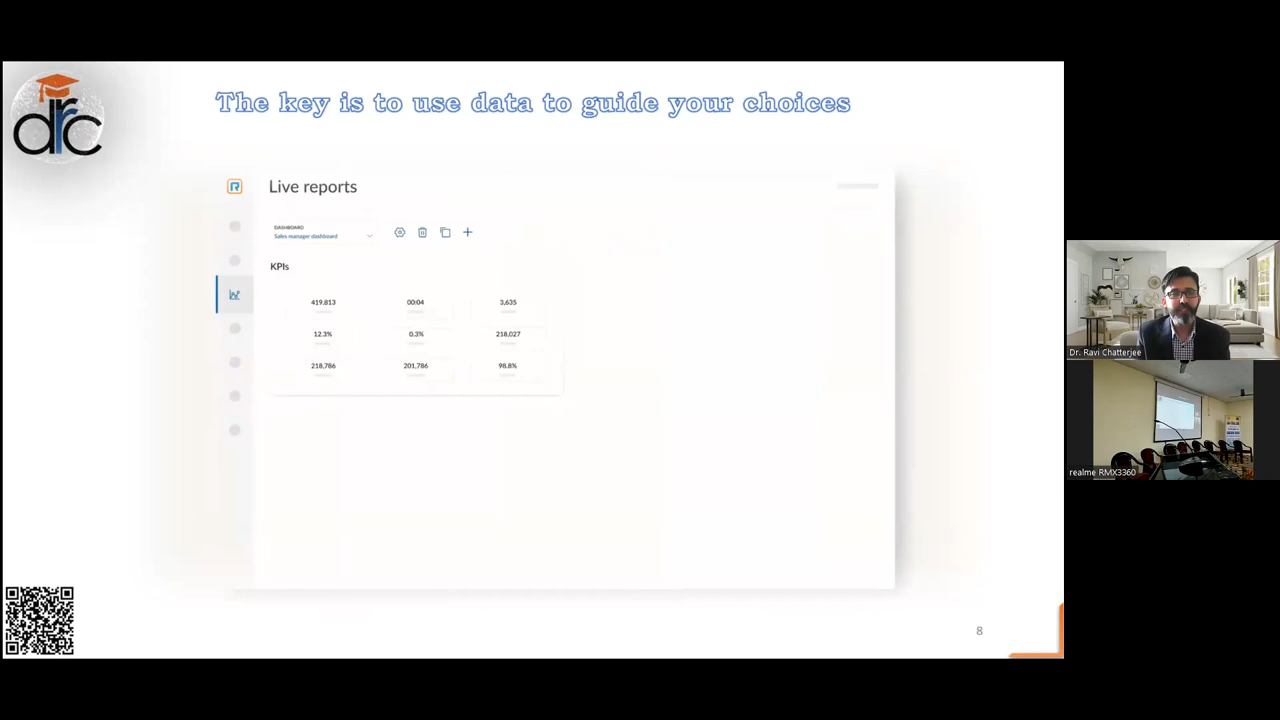 drc
The key is to use data to guide your choices
Live reports
DASHBOARD
Sales manager dashboard
KPIs
419,813 00:04 3,635
12.3% 0.3% 218,027
218,786 201,786 98.8%
8
Dr. Ravi Chatterjee
realme RMX3360